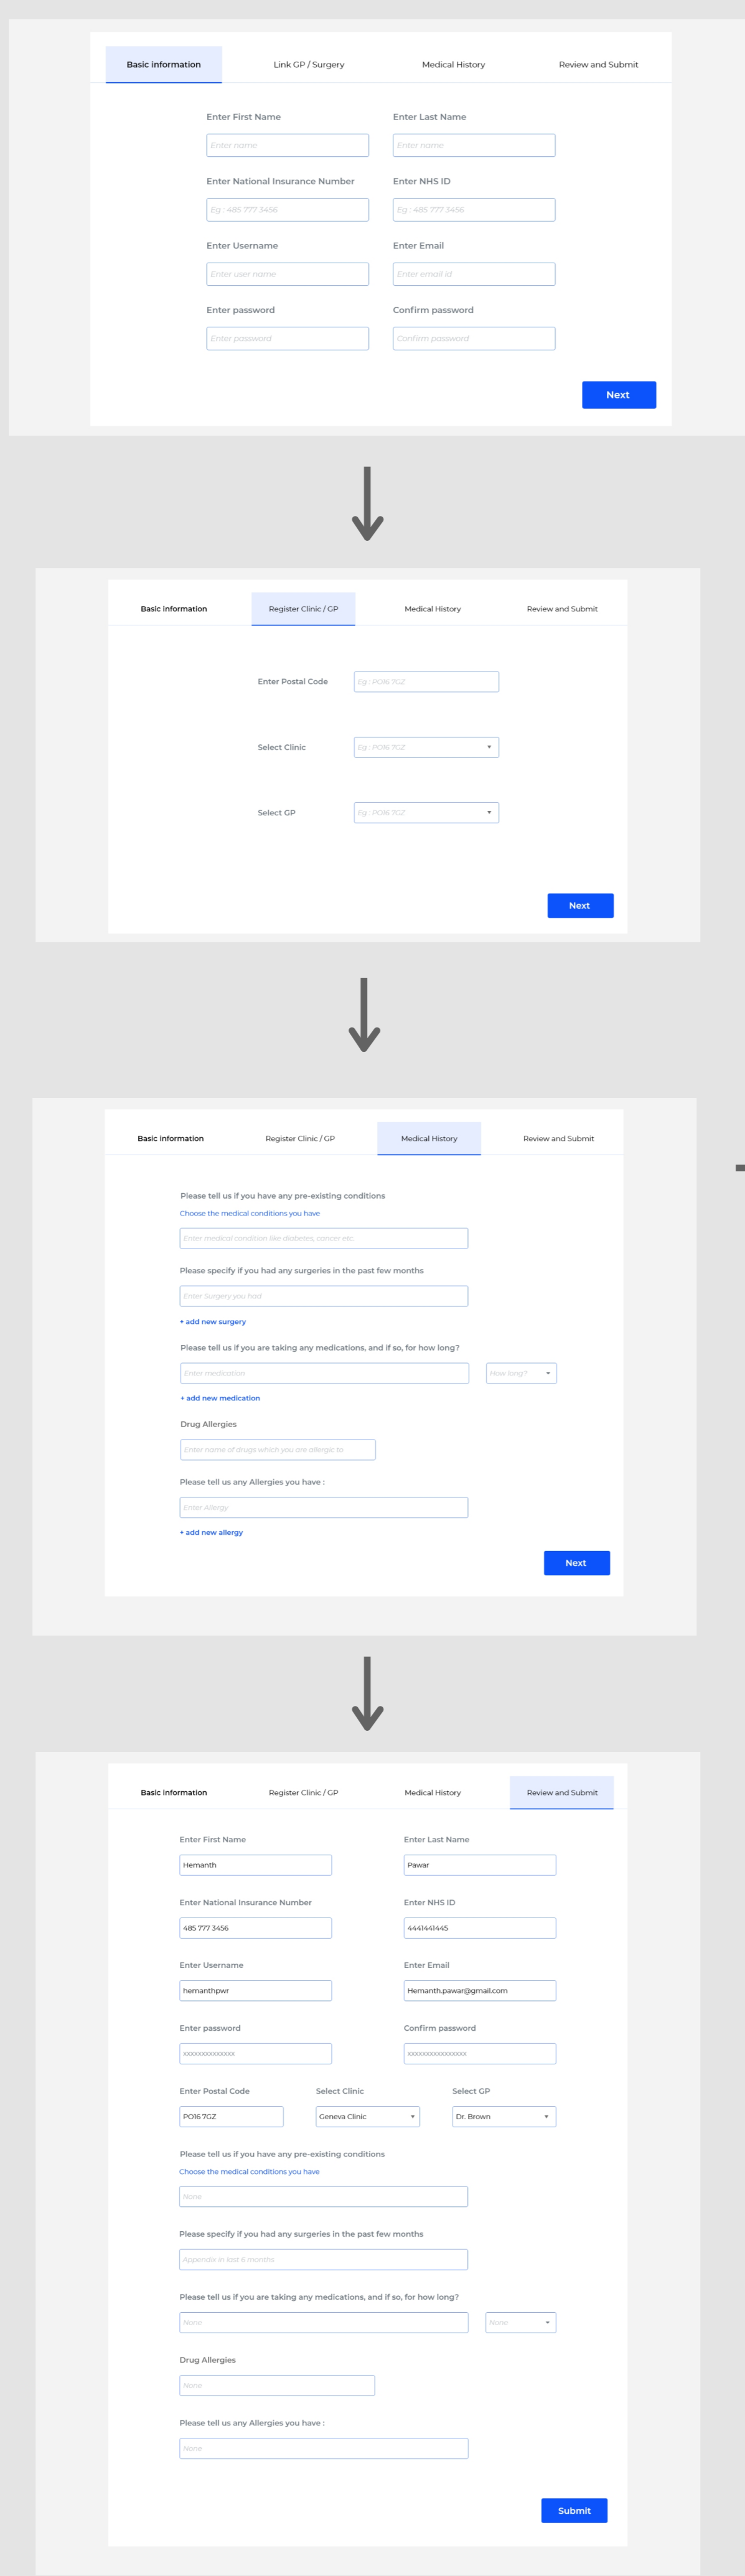 Basic information Link GP / Surgery Medical History Review and Submit
Enter First Name Enter Last Name
Enter name Enter name
Enter National Insurance Number Enter NHS ID
Eg : 485 777 3456 Eg : 485 777 3456
Enter Username Enter Email
Enter user name Enter email id
Enter password Confirm password
Enter password Confirm password
Next
Basic information Register Clinic / GP Medical History Review and Submit
Enter Postal Code Eg : PO16 7GZ
Select Clinic Eg : PO16 7GZ
Select GP Eg : PO16 7GZ
Next
Basic information Register Clinic / GP Medical History Review and Submit
Please tell us if you have any pre-existing conditions
Choose the medical conditions you have
Enter medical condition like diabetes, cancer etc.
Please specify if you had any surgeries in the past few months
Enter Surgery you had
+ add new surgery
Please tell us if you are taking any medications, and if so, for how long?
Enter medication How long?
+ add new medication
Drug Allergies
Enter name of drugs which you are allergic to
Please tell us any Allergies you have :
Enter Allergy
+ add new allergy
Next
Basic information Register Clinic / GP Medical History Review and Submit
Enter First Name Enter Last Name
Hemanth Pawar
Enter National Insurance Number Enter NHS ID
485 777 3456 4441441445
Enter Username Enter Email
hemanthpwr Hemanth.pawar@gmail.com
Enter password Confirm password
xxxxxxxxxxxxxx xxxxxxxxxxxxxxxx
Enter Postal Code Select Clinic Select GP
PO16 7GZ Geneva Clinic Dr. Brown
Please tell us if you have any pre-existing conditions
Choose the medical conditions you have
None
Please specify if you had any surgeries in the past few months
Appendix in last 6 months
Please tell us if you are taking any medications, and if so, for how long?
None None
Drug Allergies
None
Please tell us any Allergies you have :
None
Submit